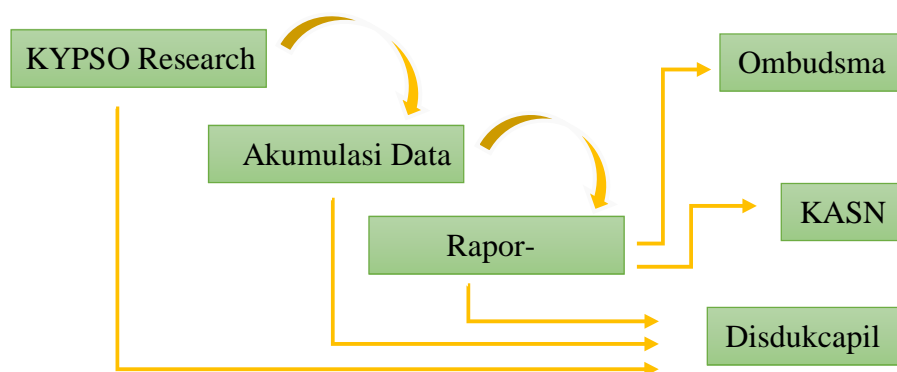 KYPSO Research
Ombudsma
Akumulasi Data
KASN
Rapor-
Disdukcapil